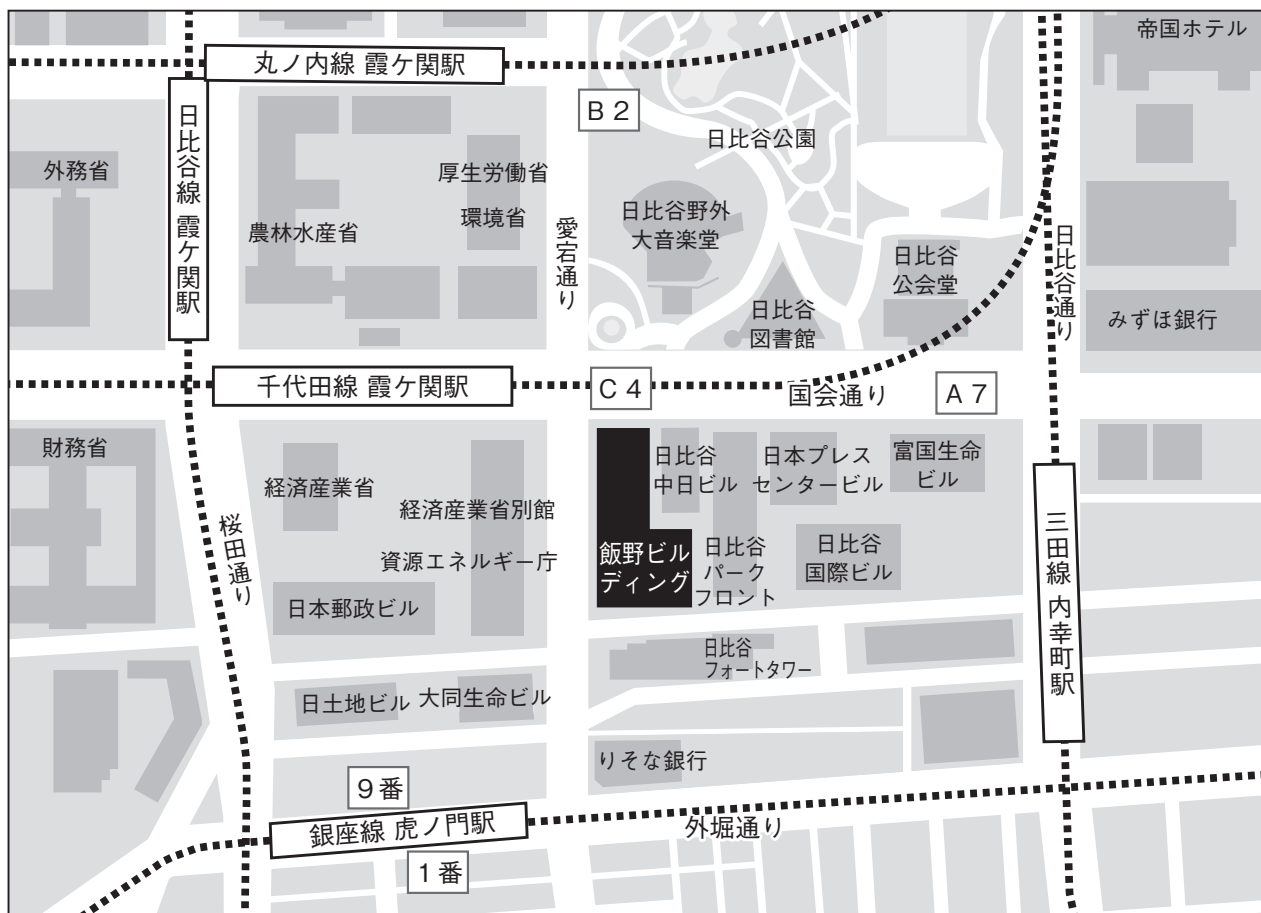 帝国ホテル
丸ノ内線 霞ケ関駅
B 2
日比谷線 霞ケ関駅
日比谷公園
外務省
厚生労働省
環境省
農林水産省
愛宕通り
日比谷野外
大音楽堂
日比谷
公会堂
日比谷通り
日比谷
図書館
みずほ銀行
千代田線 霞ケ関駅
C 4
国会通り
A 7
財務省
経済産業省
経済産業省別館
資源エネルギー庁
日本郵政ビル
桜田通り
日比谷
中日ビル
日本プレス
センタービル
富国生命
ビル
飯野ビル
ディング
日比谷
パーク
フロント
日比谷
国際ビル
三田線 内幸町駅
日比谷
フォートタワー
日土地ビル
大同生命ビル
りそな銀行
9番
銀座線 虎ノ門駅
外堀通り
1番